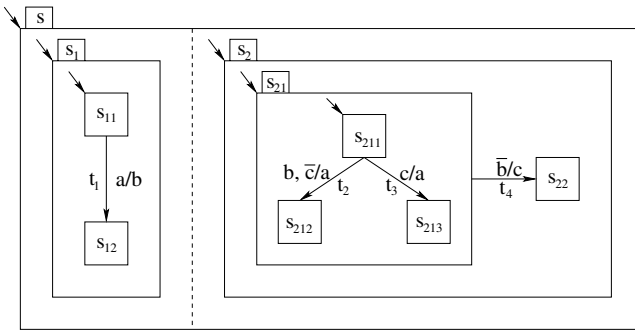 s
s₁
s₂
s₂₁
s₁₁
s₂₁₁
t₁ a/b
b, c̅/a
t₂
t₃
c/a
b̅/c
t₄
s₂₂
s₁₂
s₂₁₂
s₂₁₃